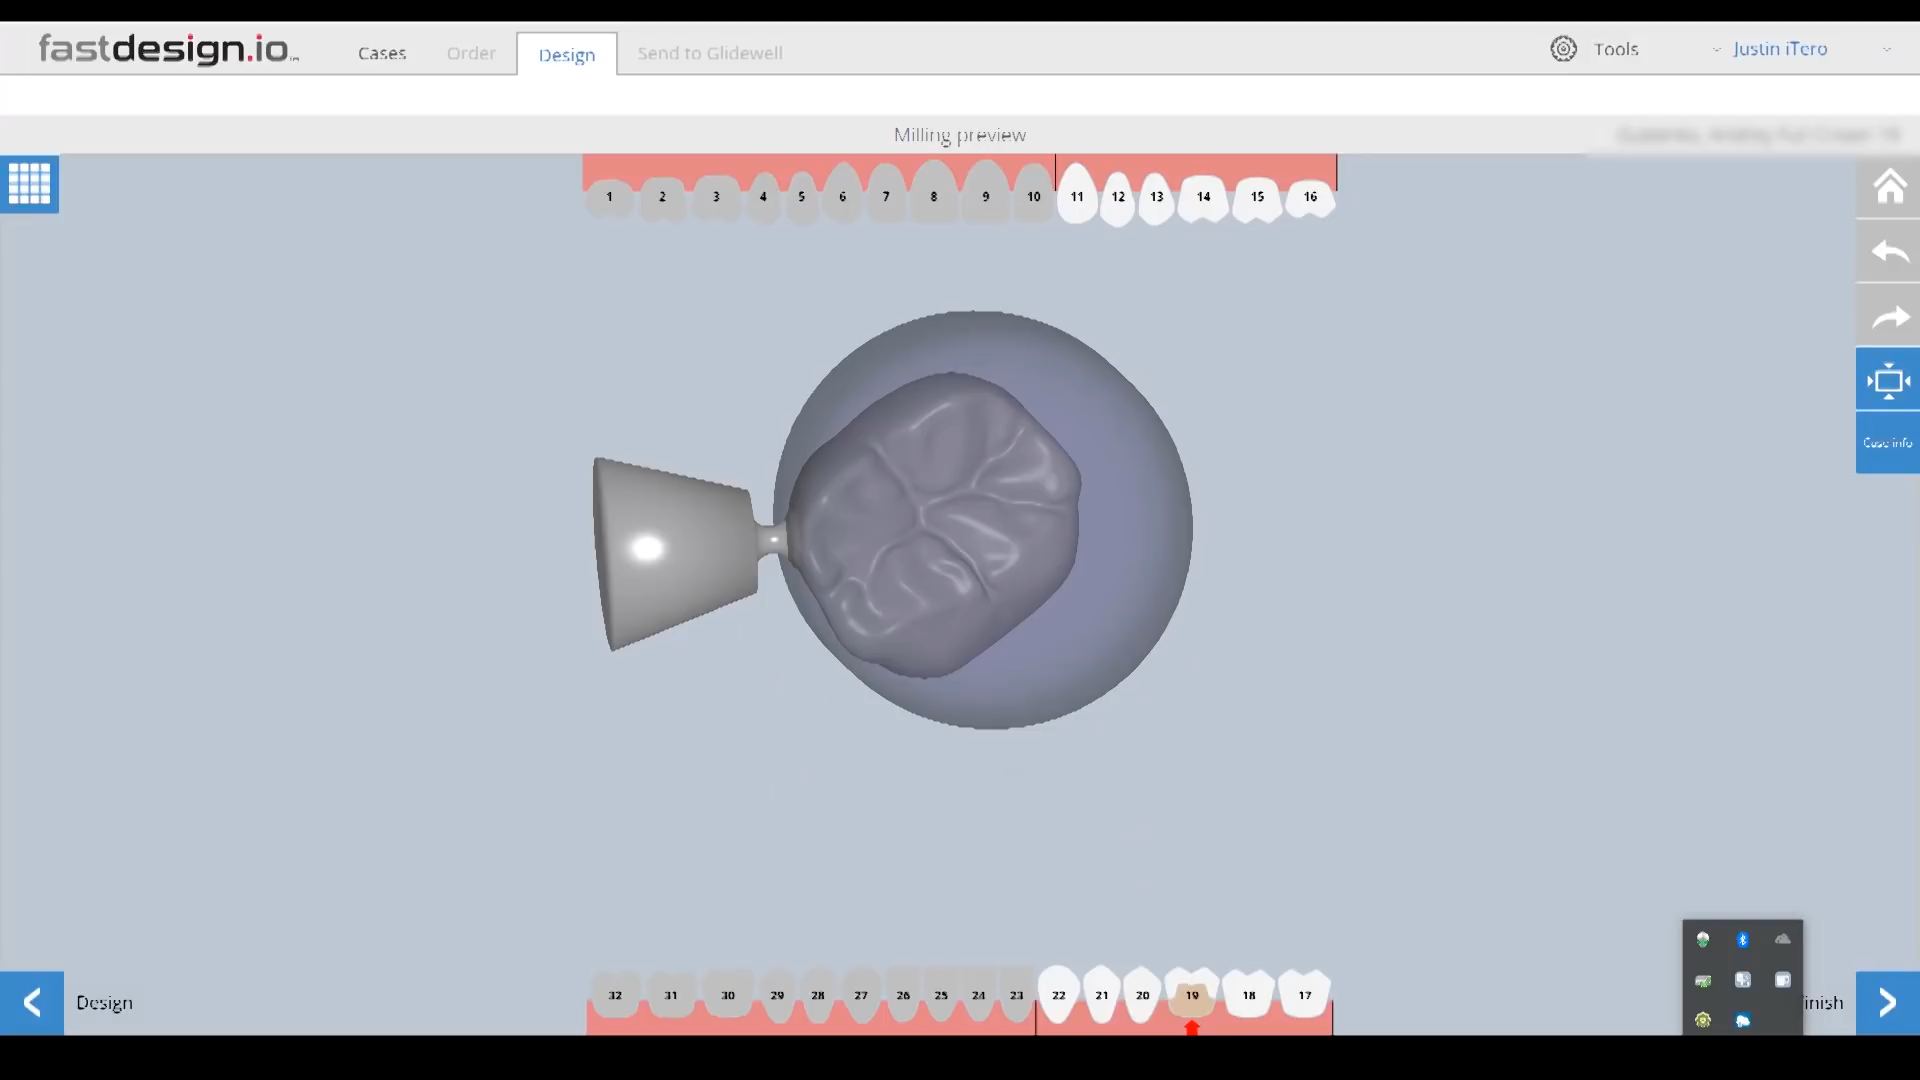 fastdesign.io
Cases Order Design Send to Glidewell Tools Justin iTero
Milling preview
1 2 3 4 5 6 7 8 9 10 11 12 13 14 15 16
Case info
32 31 30 29 28 27 26 25 24 23 22 21 20 19 18 17
Design inish